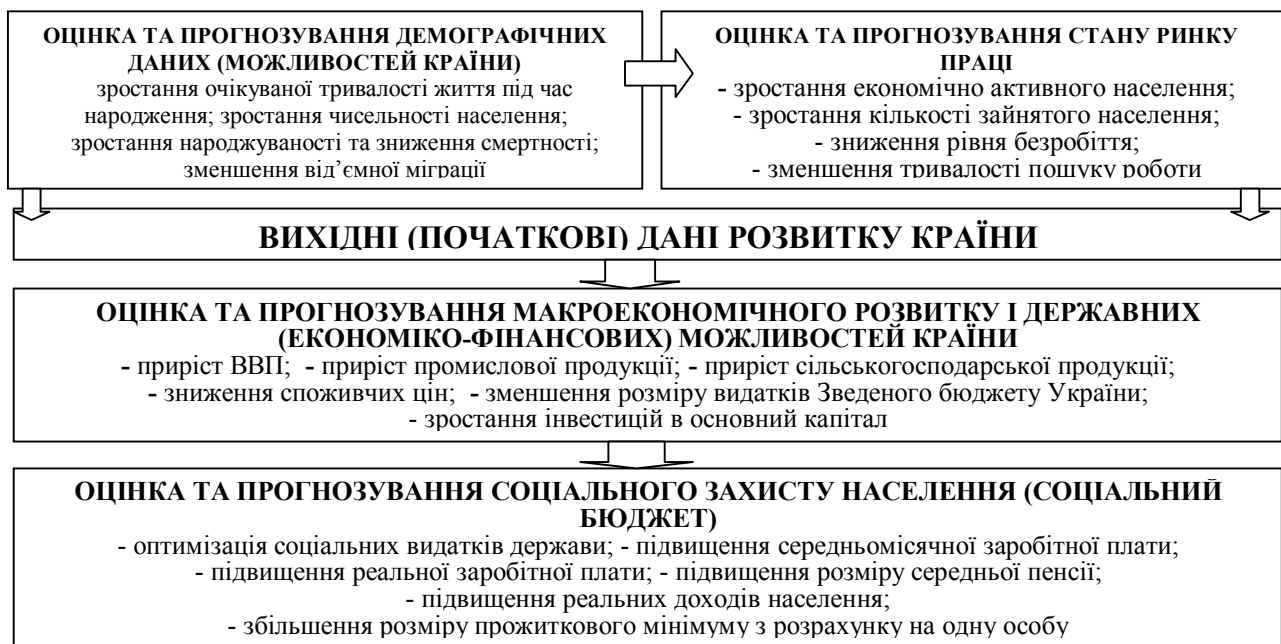 ОЦІНКА ТА ПРОГНОЗУВАННЯ ДЕМОГРАФІЧНИХ
ДАНИХ (МОЖЛИВОСТЕЙ КРАЇНИ)
зростання очікуваної тривалості життя під час
народження; зростання чисельності населення;
зростання народжуваності та зниження смертності;
зменшення від’ємної міграції
ОЦІНКА ТА ПРОГНОЗУВАННЯ СТАНУ РИНКУ
ПРАЦІ
- зростання економічно активного населення;
- зростання кількості зайнятого населення;
- зниження рівня безробіття;
- зменшення тривалості пошуку роботи
ВИХІДНІ (ПОЧАТКОВІ) ДАНІ РОЗВИТКУ КРАЇНИ
ОЦІНКА ТА ПРОГНОЗУВАННЯ МАКРОЕКОНОМІЧНОГО РОЗВИТКУ І ДЕРЖАВНИХ
(ЕКОНОМІКО-ФІНАНСОВИХ) МОЖЛИВОСТЕЙ КРАЇНИ
- приріст ВВП; - приріст промислової продукції; - приріст сільськогосподарської продукції;
- зниження споживчих цін; - зменшення розміру видатків Зведеного бюджету України;
- зростання інвестицій в основний капітал
ОЦІНКА ТА ПРОГНОЗУВАННЯ СОЦІАЛЬНОГО ЗАХИСТУ НАСЕЛЕННЯ (СОЦІАЛЬНИЙ
БЮДЖЕТ)
- оптимізація соціальних видатків держави; - підвищення середньомісячної заробітної плати;
- підвищення реальної заробітної плати; - підвищення розміру середньої пенсії;
- підвищення реальних доходів населення;
- збільшення розміру прожиткового мінімуму з розрахунку на одну особу